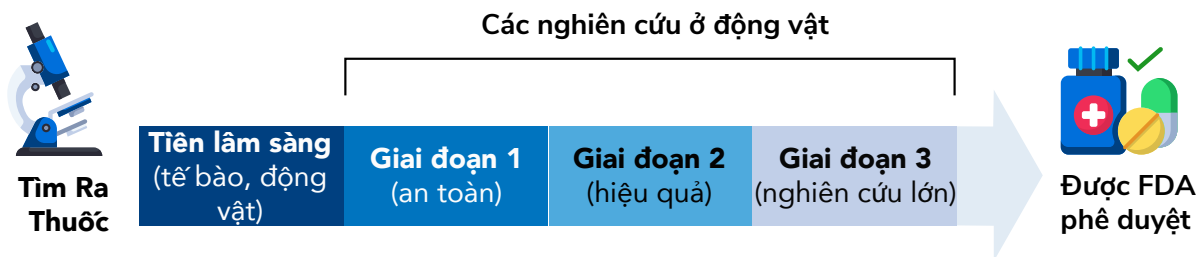 Các nghiên cứu ở động vật
Tìm Ra
Thuốc
Tiền lâm sàng
(tế bào, động
vật)
Giai đoạn 1
(an toàn)
Giai đoạn 2
(hiệu quả)
Giai đoạn 3
(nghiên cứu lớn)
Được FDA
phê duyệt